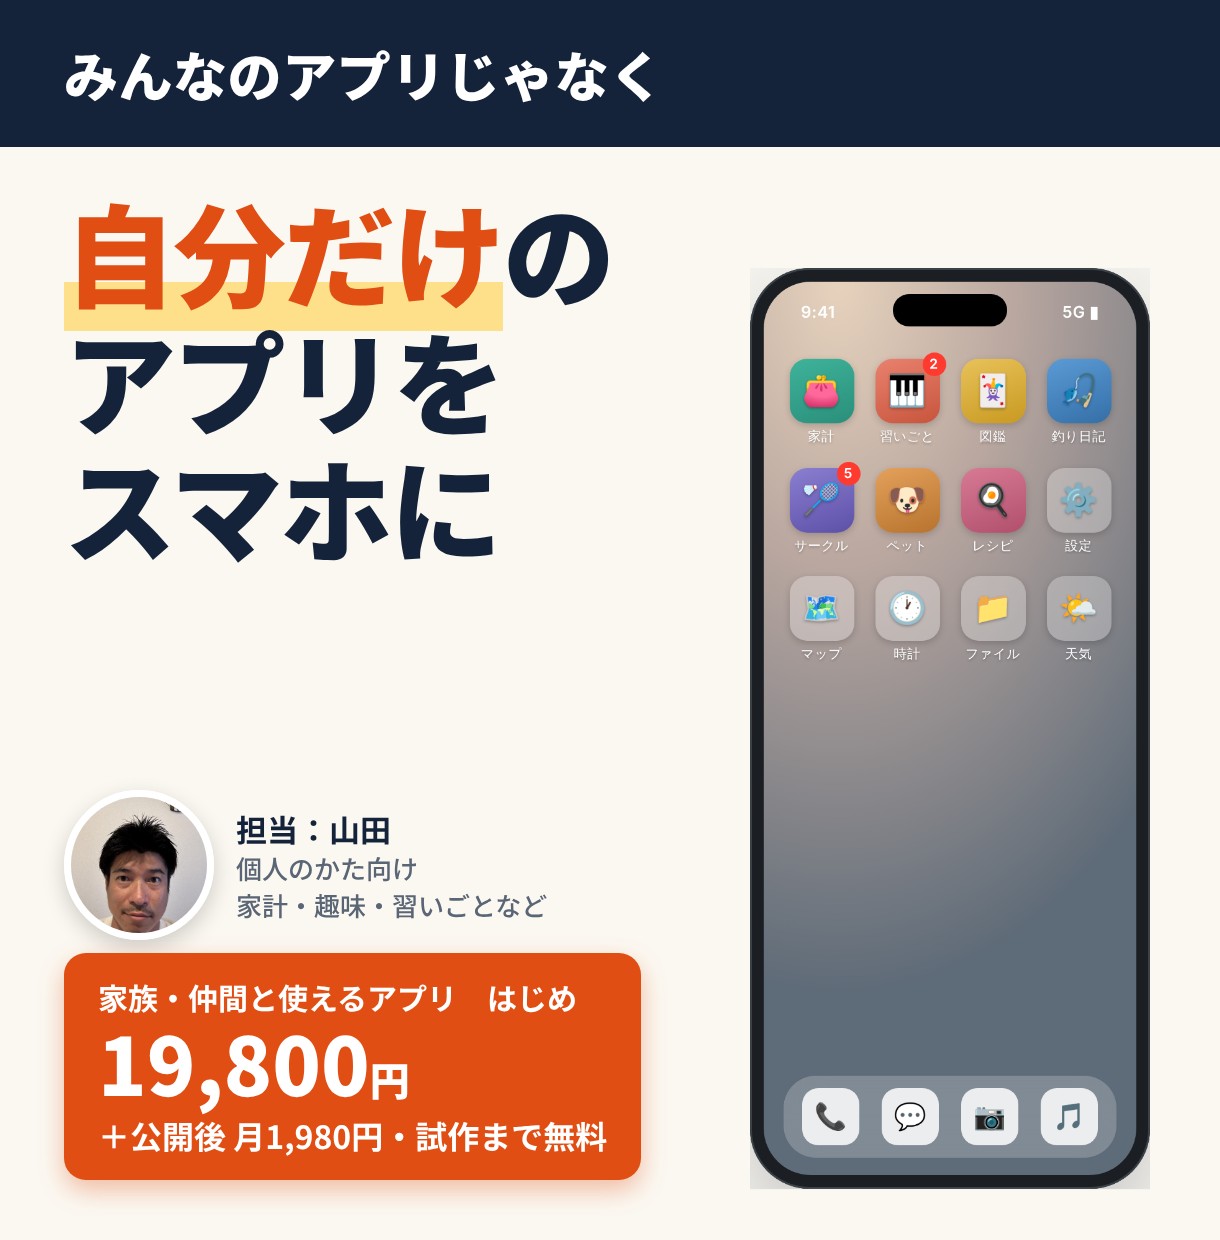 みんなのアプリじゃなく
自分だけの
アプリを
スマホに
担当：山田
個人のかた向け
家計・趣味・習いごとなど
家族・仲間と使えるアプリ　はじめ
19,800円
＋公開後 月1,980円・試作まで無料
9:41 5G
2
家計 習いごと 図鑑 釣り日記
5
サークル ペット レシピ 設定
マップ 時計 ファイル 天気